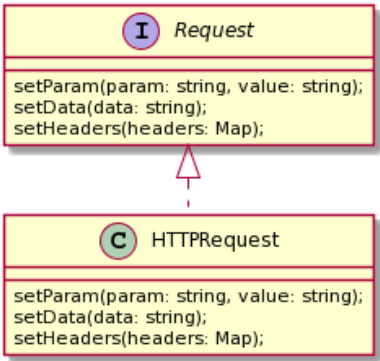 I Request
setParam(param: string, value: string);
setData(data: string);
setHeaders(headers: Map);
C HTTPRequest
setParam(param: string, value: string);
setData(data: string);
setHeaders(headers: Map);